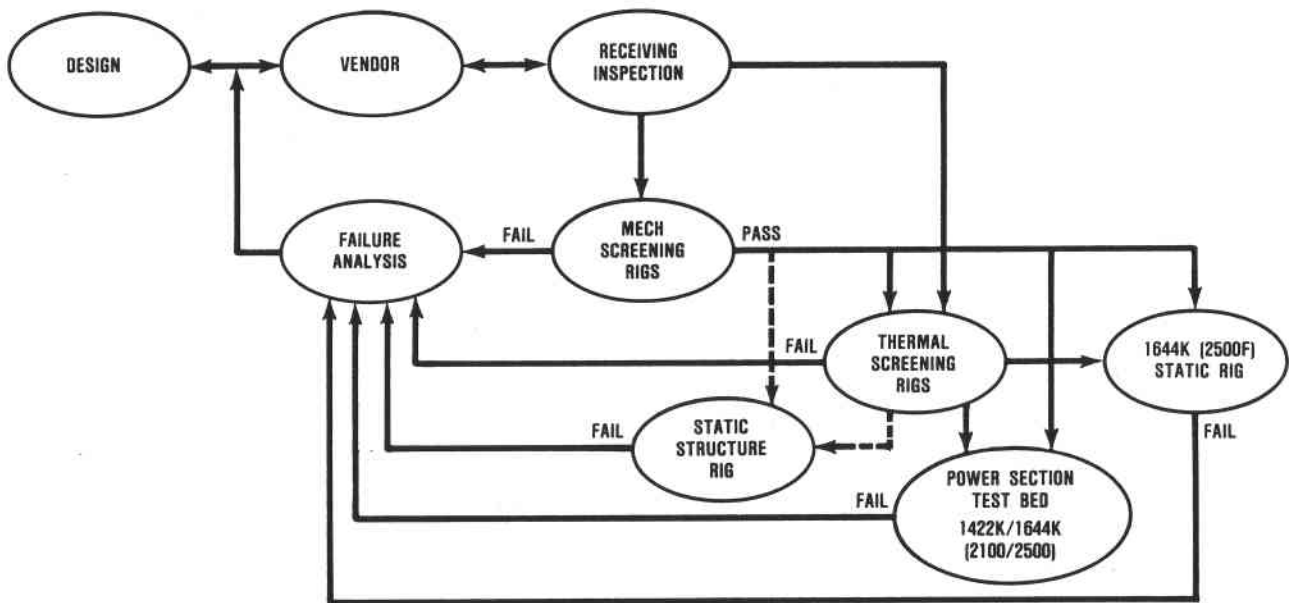 DESIGN
VENDOR
RECEIVING
INSPECTION
FAILURE
ANALYSIS
FAIL
MECH
SCREENING
RIGS
PASS
FAIL
THERMAL
SCREENING
RIGS
1644K (2500F)
STATIC RIG
FAIL
STATIC
STRUCTURE
RIG
FAIL
FAIL
POWER SECTION
TEST BED
1422K/1644K
(2100/2500)